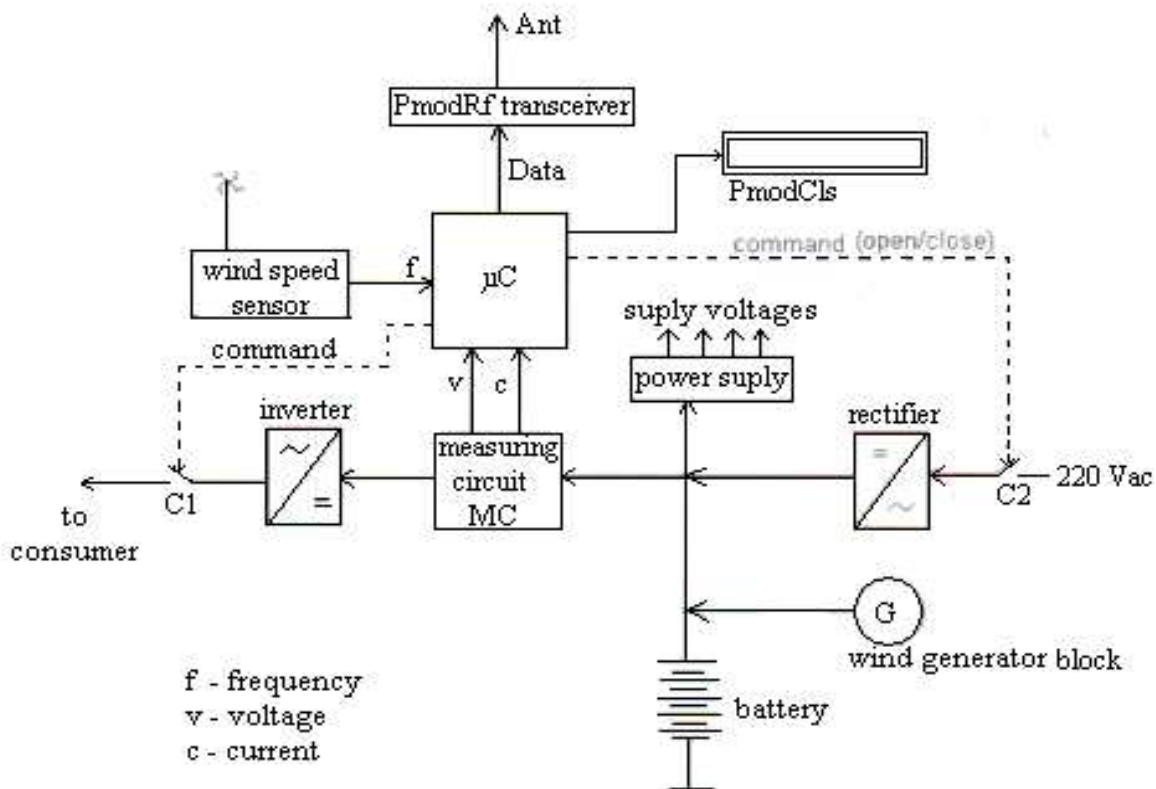 Ant
PmodRf transceiver
Data
PmodCls
command (open/close)
wind speed
sensor
f
µC
suply voltages
command
v
c
power suply
inverter
rectifier
~
=
measuring
circuit
MC
=
~
220 Vac
C1
C2
to
consumer
G
wind generator block
f - frequency
v - voltage
c - current
battery